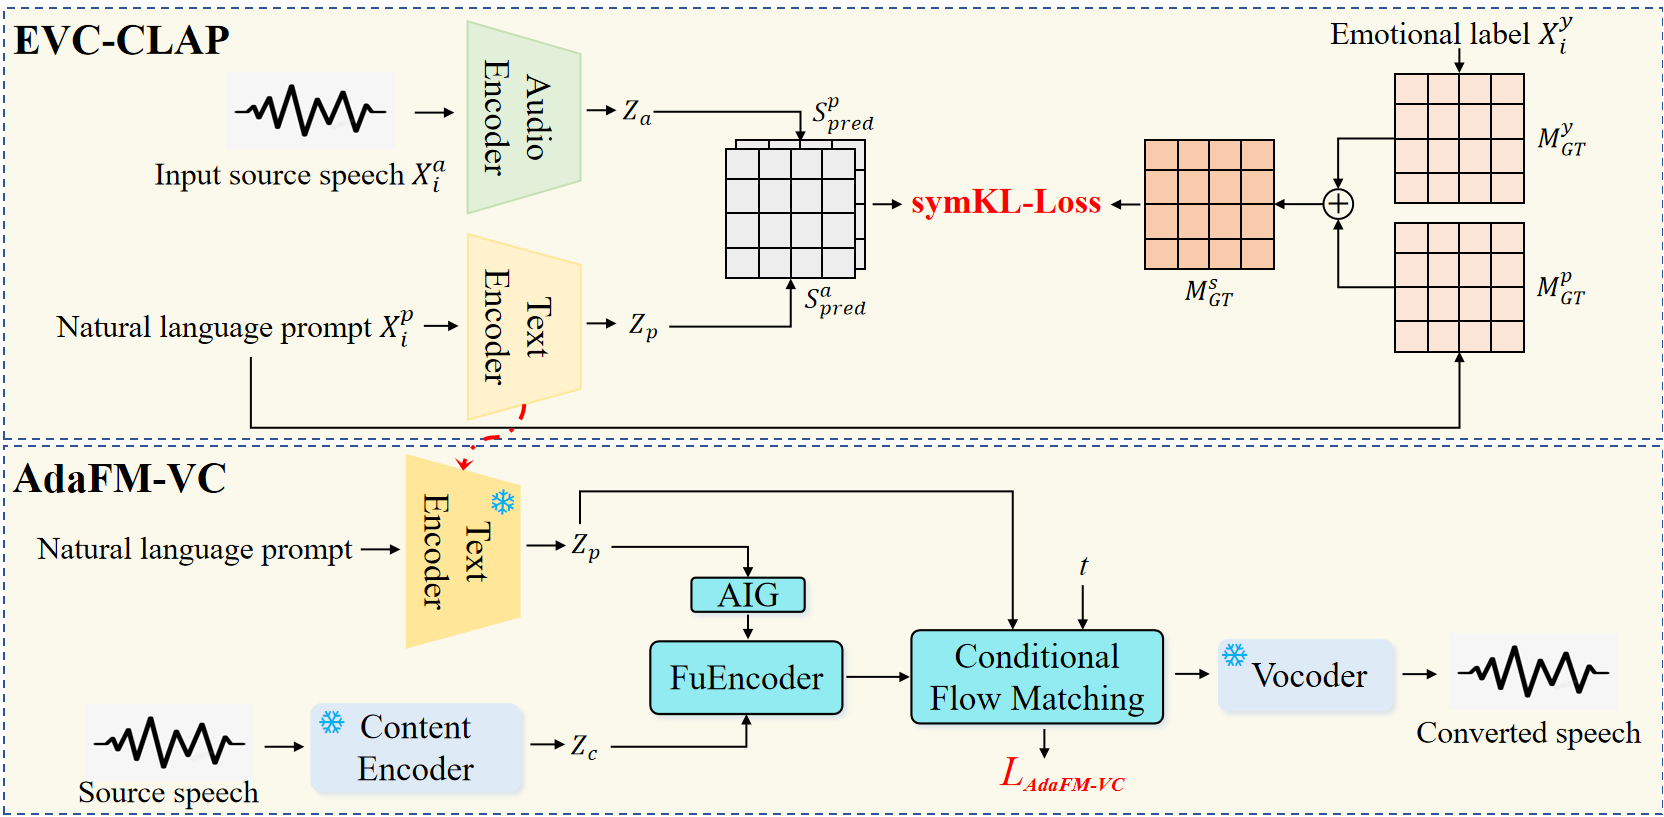 EVC-CLAP
Input source speech $X_i^a$
Audio
Encoder
$Z_a$
$S_{pred}^p$
$S_{pred}^a$
symKL-Loss
$M_{GT}^s$
Emotional label $X_i^y$
$M_{GT}^y$
$M_{GT}^p$
Natural language prompt $X_i^p$
Text
Encoder
$Z_p$
AdaFM-VC
Natural language prompt
Text
Encoder
$Z_p$
AIG
FuEncoder
$t$
Conditional
Flow Matching
$L_{AdaFM-VC}$
Vocoder
Converted speech
Source speech
Content
Encoder
$Z_c$